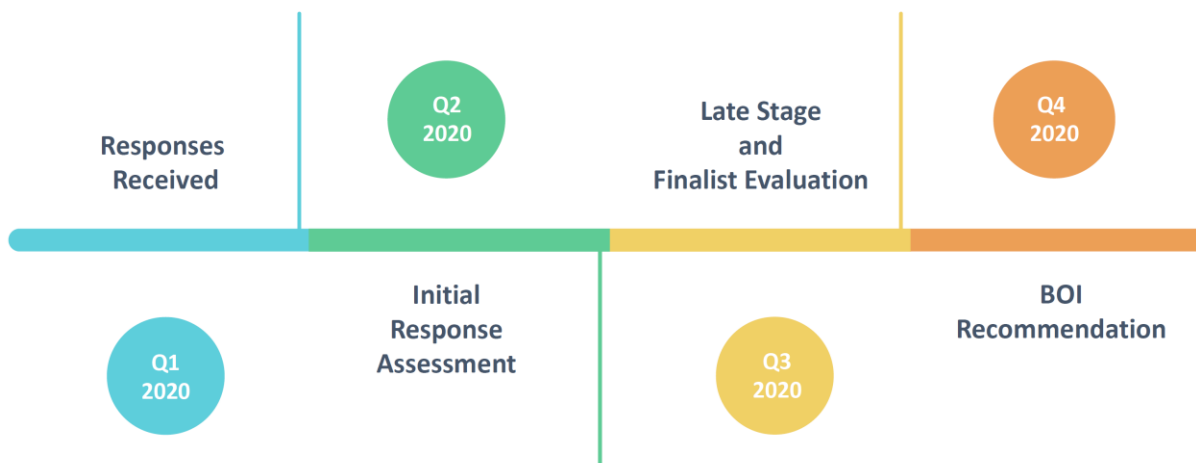 Responses
Received
Q1
2020
Q2
2020
Initial
Response
Assessment
Late Stage
and
Finalist Evaluation
Q3
2020
Q4
2020
BOI
Recommendation